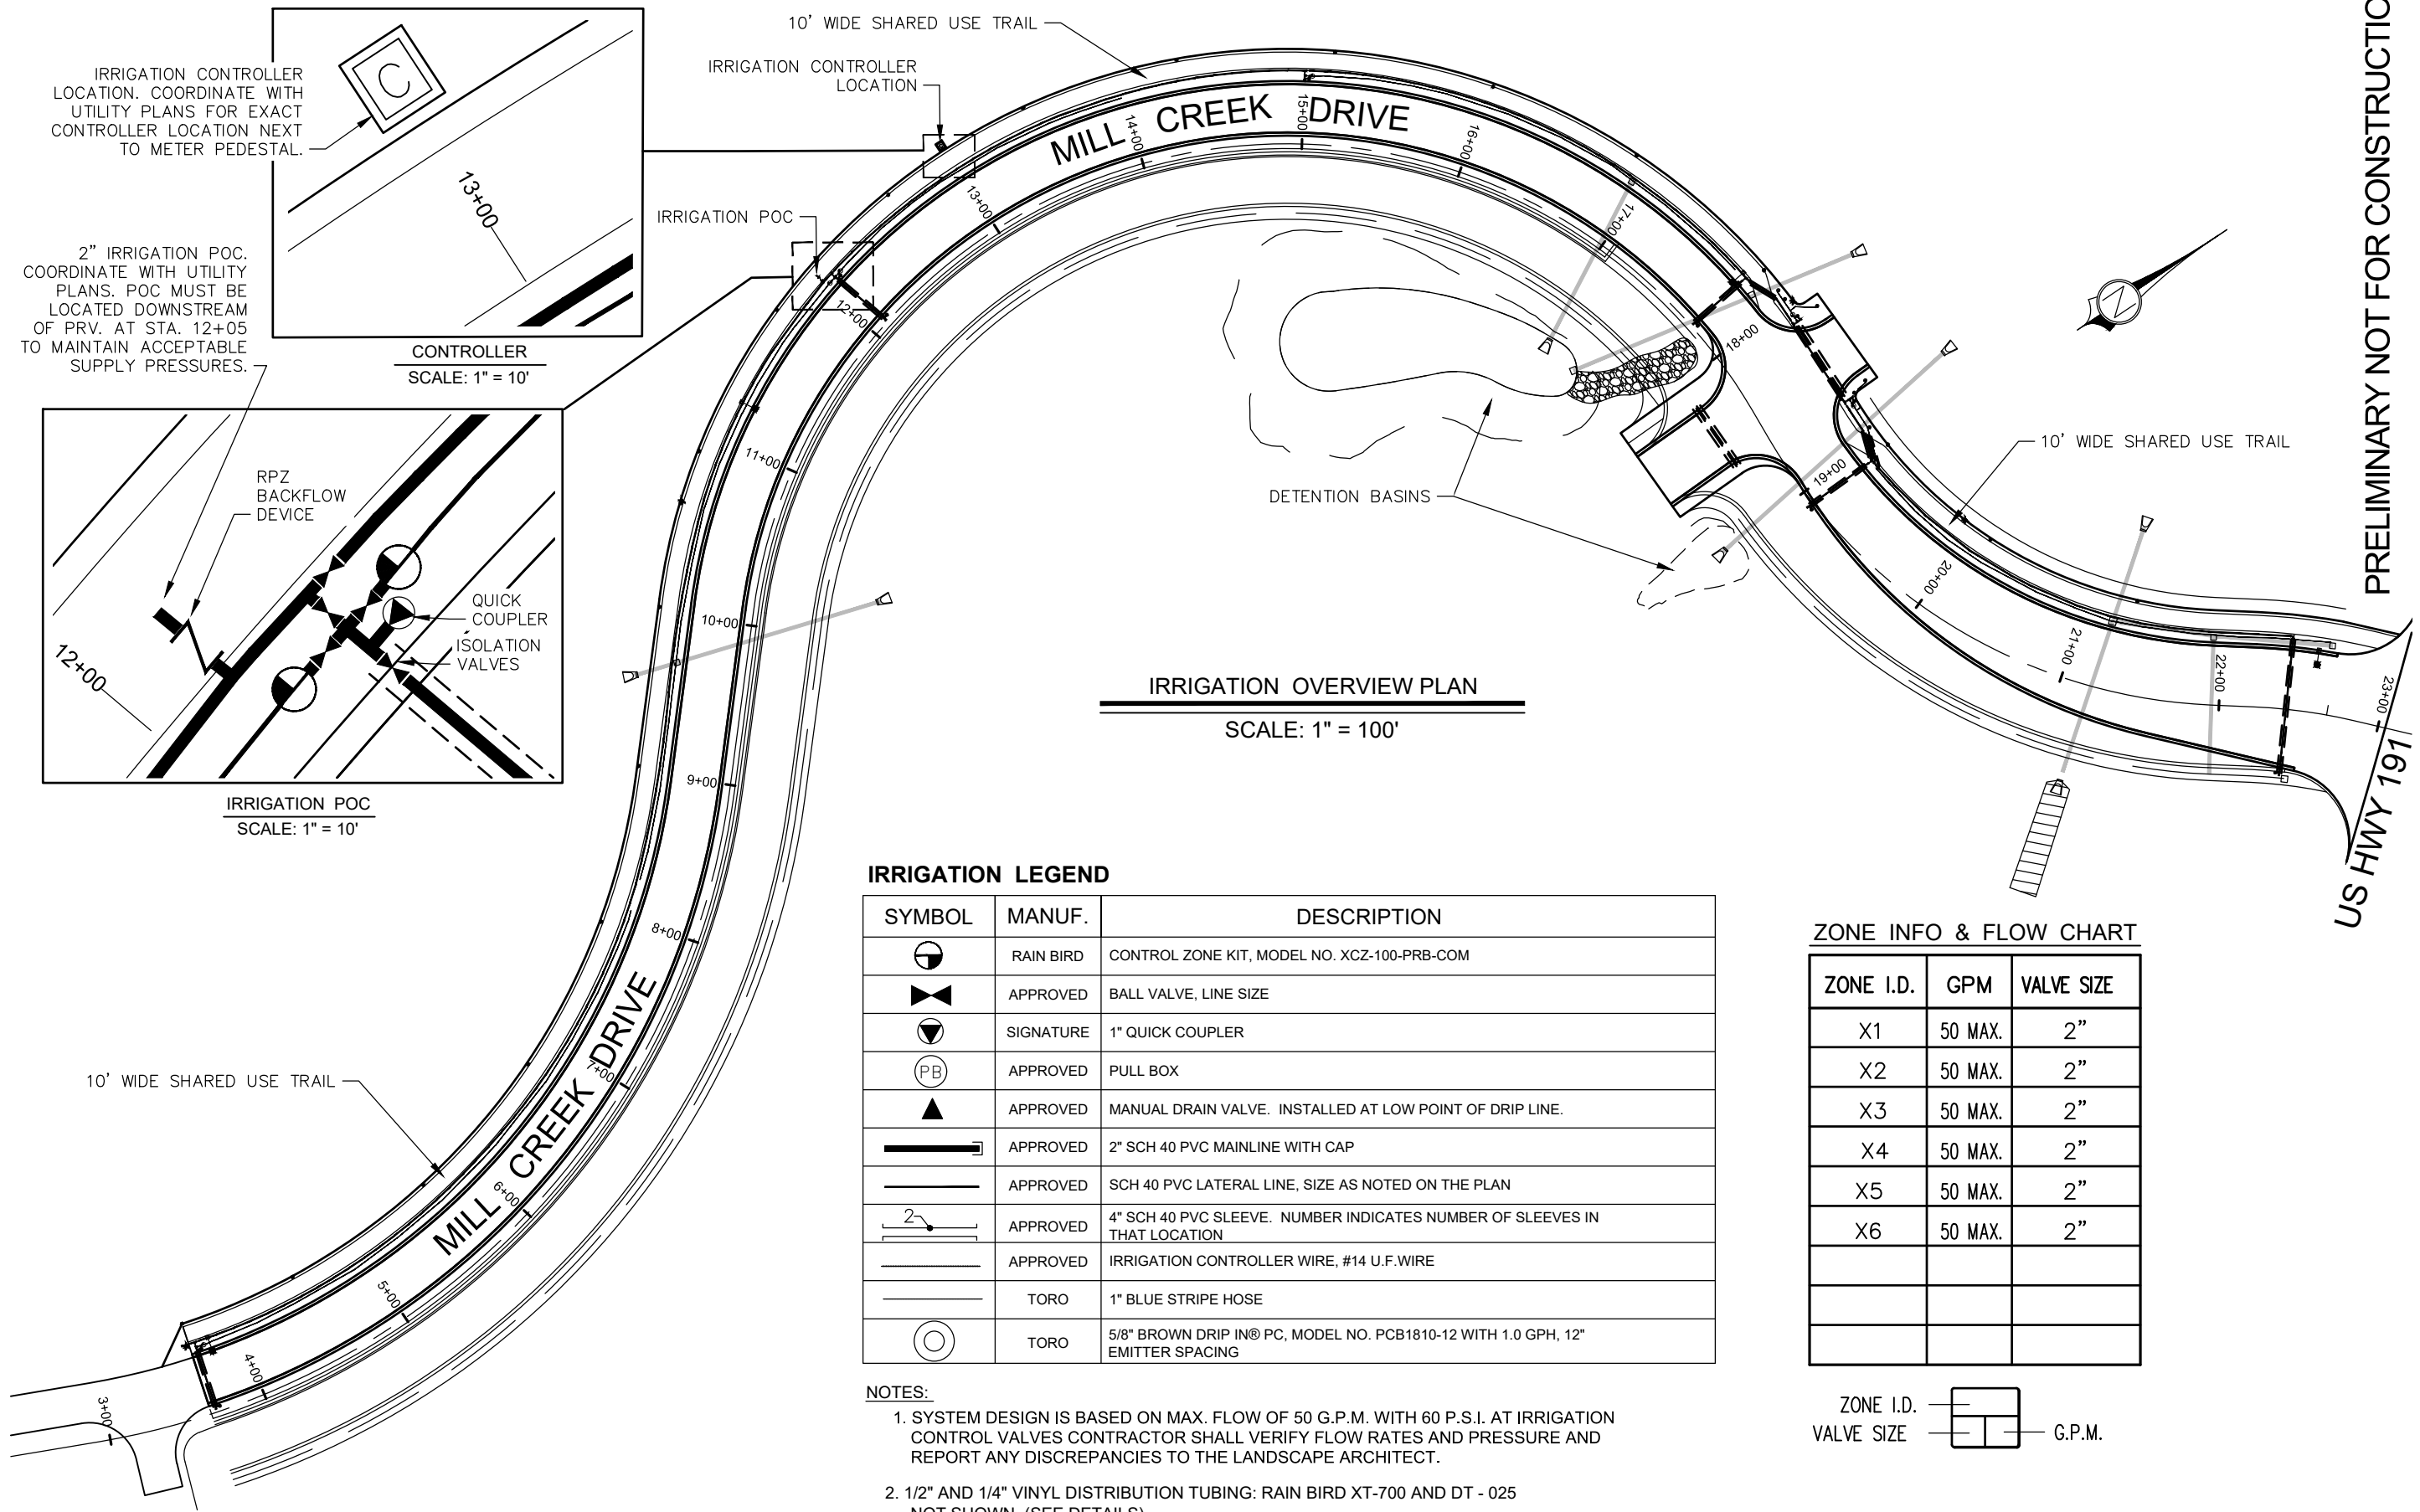 10' WIDE SHARED USE TRAIL
IRRIGATION CONTROLLER
LOCATION
IRRIGATION CONTROLLER
LOCATION. COORDINATE WITH
UTILITY PLANS FOR EXACT
CONTROLLER LOCATION NEXT
TO METER PEDESTAL.
C
13+00
CONTROLLER
SCALE: 1" = 10'
2" IRRIGATION POC.
COORDINATE WITH UTILITY
PLANS. POC MUST BE
LOCATED DOWNSTREAM
OF PRV. AT STA. 12+05
TO MAINTAIN ACCEPTABLE
SUPPLY PRESSURES.
IRRIGATION POC
RPZ
BACKFLOW
DEVICE
QUICK
COUPLER
ISOLATION
VALVES
12+00
IRRIGATION POC
SCALE: 1" = 10'
MILL CREEK DRIVE
3+00
4+00
5+00
6+00
7+00
8+00
9+00
10+00
11+00
12+00
13+00
14+00
15+00
16+00
17+00
18+00
19+00
20+00
21+00
22+00
23+00
MILL CREEK DRIVE
10' WIDE SHARED USE TRAIL
DETENTION BASINS
10' WIDE SHARED USE TRAIL
N
US HWY 191
PRELIMINARY NOT FOR CONSTRUCTIO
IRRIGATION OVERVIEW PLAN
SCALE: 1" = 100'
IRRIGATION LEGEND
SYMBOL MANUF. DESCRIPTION
RAIN BIRD CONTROL ZONE KIT, MODEL NO. XCZ-100-PRB-COM
APPROVED BALL VALVE, LINE SIZE
SIGNATURE 1" QUICK COUPLER
PB APPROVED PULL BOX
APPROVED MANUAL DRAIN VALVE. INSTALLED AT LOW POINT OF DRIP LINE.
APPROVED 2" SCH 40 PVC MAINLINE WITH CAP
APPROVED SCH 40 PVC LATERAL LINE, SIZE AS NOTED ON THE PLAN
2 APPROVED 4" SCH 40 PVC SLEEVE. NUMBER INDICATES NUMBER OF SLEEVES IN
THAT LOCATION
APPROVED IRRIGATION CONTROLLER WIRE, #14 U.F.WIRE
TORO 1" BLUE STRIPE HOSE
TORO 5/8" BROWN DRIP IN® PC, MODEL NO. PCB1810-12 WITH 1.0 GPH, 12"
EMITTER SPACING
NOTES:
1. SYSTEM DESIGN IS BASED ON MAX. FLOW OF 50 G.P.M. WITH 60 P.S.I. AT IRRIGATION
CONTROL VALVES CONTRACTOR SHALL VERIFY FLOW RATES AND PRESSURE AND
REPORT ANY DISCREPANCIES TO THE LANDSCAPE ARCHITECT.
2. 1/2" AND 1/4" VINYL DISTRIBUTION TUBING: RAIN BIRD XT-700 AND DT - 025
NOT SHOWN. (SEE DETAILS)
ZONE INFO & FLOW CHART
ZONE I.D. GPM VALVE SIZE
X1 50 MAX. 2"
X2 50 MAX. 2"
X3 50 MAX. 2"
X4 50 MAX. 2"
X5 50 MAX. 2"
X6 50 MAX. 2"
ZONE I.D.
VALVE SIZE
G.P.M.